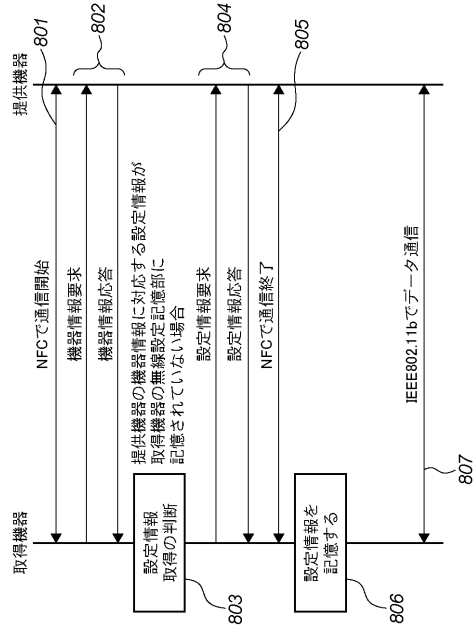 取得機器
提供機器
NFCで通信開始
801
機器情報要求
機器情報応答
802
提供機器の機器情報に対応する設定情報が
取得機器の無線設定記憶部に
記憶されていない場合
設定情報
取得の判断
803
設定情報要求
設定情報応答
804
NFCで通信終了
805
設定情報を
記憶する
806
IEEE802.11bでデータ通信
807